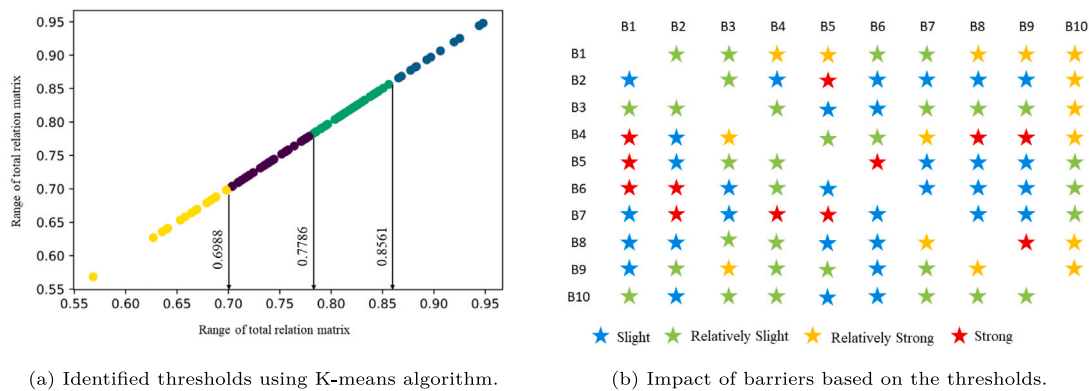 0.95
0.90
0.85
0.80
0.75
0.70
0.65
0.60
0.55
Range of total relation matrix
0.6988
0.7786
0.8561
0.55 0.60 0.65 0.70 0.75 0.80 0.85 0.90 0.95
Range of total relation matrix
(a) Identified thresholds using K-means algorithm.
B1 B2 B3 B4 B5 B6 B7 B8 B9 B10
B1
B2
B3
B4
B5
B6
B7
B8
B9
B10
Slight Relatively Slight Relatively Strong Strong
(b) Impact of barriers based on the thresholds.